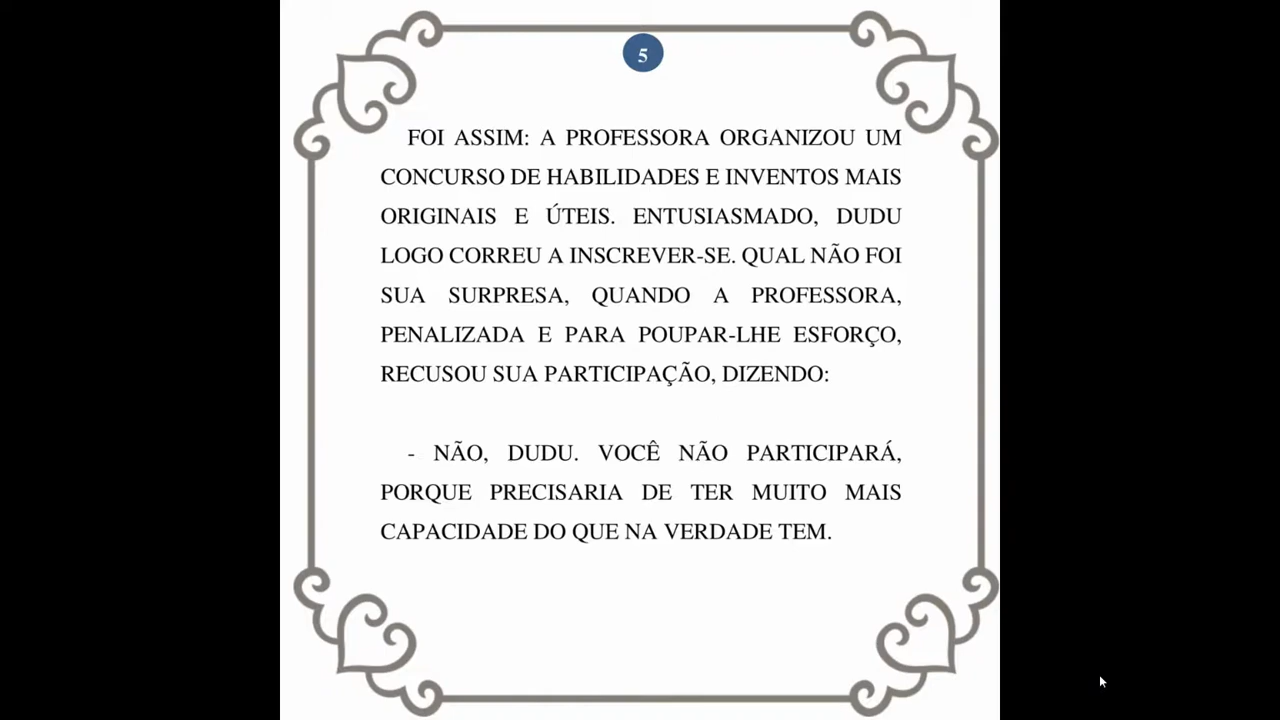 5
FOI ASSIM: A PROFESSORA ORGANIZOU UM
CONCURSO DE HABILIDADES E INVENTOS MAIS
ORIGINAIS E ÚTEIS. ENTUSIASMADO, DUDU
LOGO CORREU A INSCREVER-SE. QUAL NÃO FOI
SUA SURPRESA, QUANDO A PROFESSORA,
PENALIZADA E PARA POUPAR-LHE ESFORÇO,
RECUSOU SUA PARTICIPAÇÃO, DIZENDO:
- NÃO, DUDU. VOCÊ NÃO PARTICIPARÁ,
PORQUE PRECISARIA DE TER MUITO MAIS
CAPACIDADE DO QUE NA VERDADE TEM.